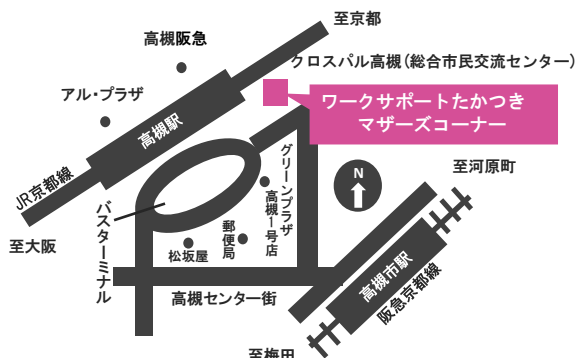 至京都
高槻阪急
クロスパル高槻(総合市民交流センター)
アル・プラザ
ワークサポートたかつき
マザーズコーナー
高槻駅
グリーンプラザ
高槻1号店
N
至河原町
JR京都線
バスターミナル
郵便局
至大阪
松坂屋
高槻市駅
阪急京都線
高槻センター街
至梅田